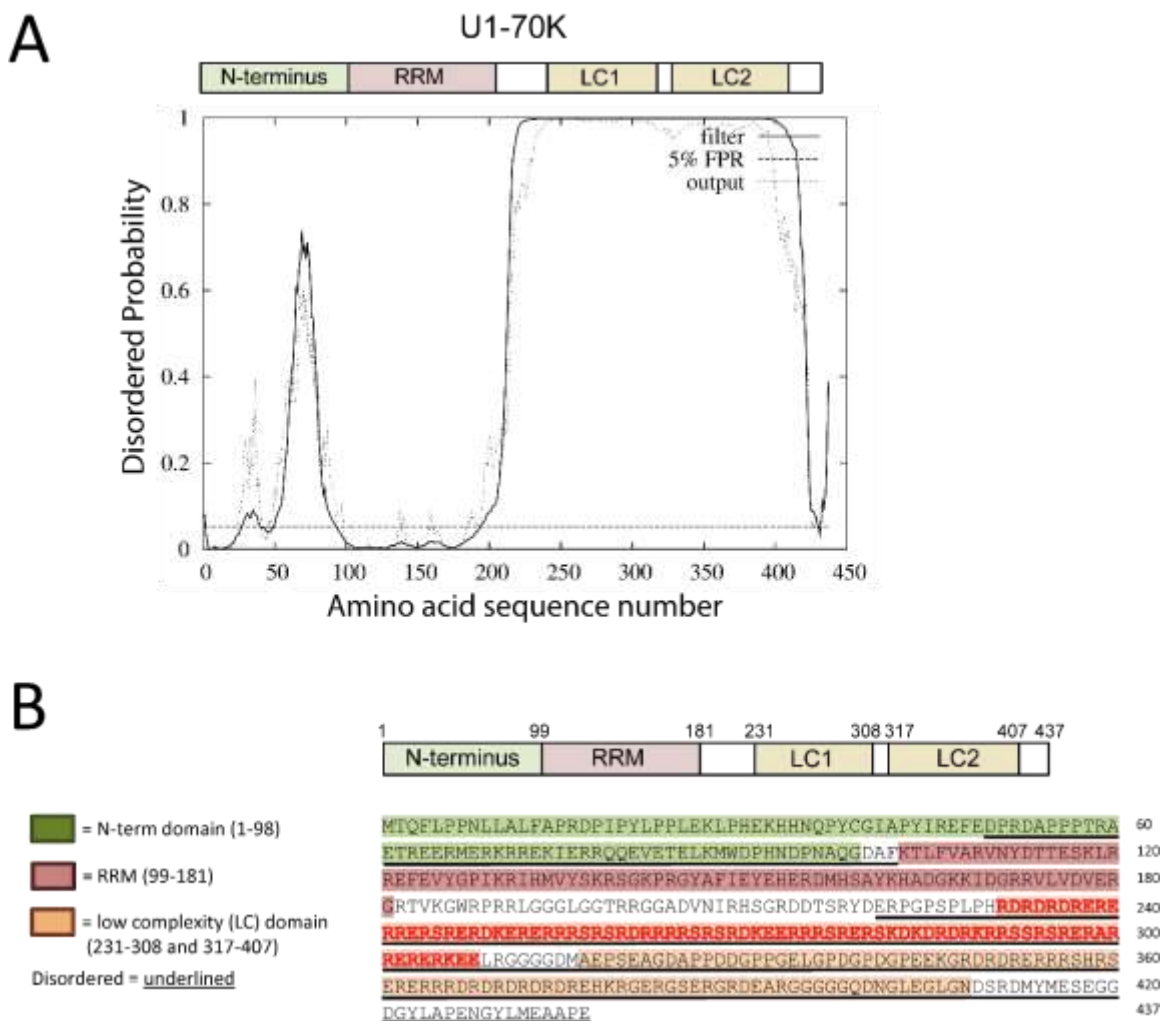 A
U1-70K
N-terminus RRM LC1 LC2
1
0.8
0.6
0.4
0.2
0
filter
5% FPR
output
Disordered Probability
0 50 100 150 200 250 300 350 400 450
Amino acid sequence number
B
1 99 181 231 308 317 407 437
N-terminus RRM LC1 LC2
= N-term domain (1-98)
= RRM (99-181)
= low complexity (LC) domain
(231-308 and 317-407)
Disordered = underlined
MTQFLPPNLLALFAPRDPIPYLPPLEKLPHEKHHNQPYCGIAPYIREFEDPRDAPPPTRA 60
ETREERMERKRREKIERRQQEVETELKMWDPHNDPNAQGDAFKTLFVARVNYDTTESKLR 120
REFEVYGPIKRIHMVYSKRSGKPRGYAFIEYEHERDMHSAYKHADGKKIDGRRVLVDVER 180
GRTVKGWRPRRLGGGLGGTRRGGADVNIRHSGRDDTSRYDERPGPSPLPHRDRDRDRERE 240
RRERSRERDKERERRRSRSRDRRRRSRSRDKEERRRSRERSKDKDRDRKRRSSRSRERAR 300
RERERKEELRGGGGDMAEPSEAGDAPPDDGPPGELGPDGPDGPEEKGRDRDRERRRSHRS 360
ERERRRDRDRDRDRDREHKRGERGSERGRDEARGGGGGQDNGLEGLGNDSRDMYMESEGG 420
DGYLAPENGYLMEAAPE 437